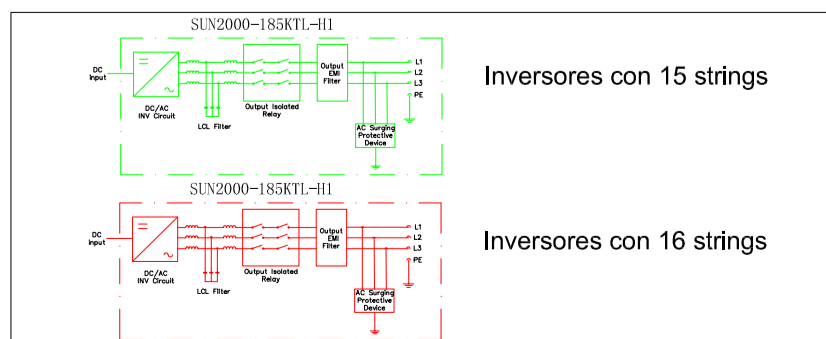 SUN2000-185KTL-H1
DC
Input
DC/AC
INV Circuit
LCL Filter
Output Isolated
Relay
Output
EMI
Filter
L1
L2
L3
PE
AC Surging
Protective
Device
Inversores con 15 strings
SUN2000-185KTL-H1
DC
Input
DC/AC
INV Circuit
LCL Filter
Output Isolated
Relay
Output
EMI
Filter
L1
L2
L3
PE
AC Surging
Protective
Device
Inversores con 16 strings